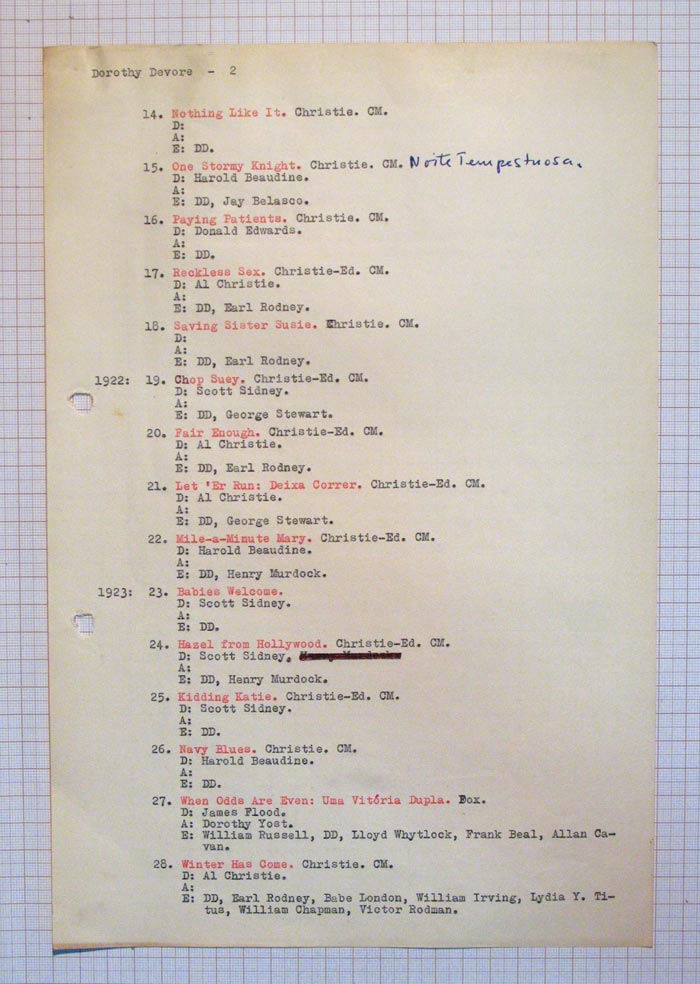 Dorothy Devore - 2
14. Nothing Like It. Christie. CM.
D:
A:
E: DD.
15. One Stormy Knight. Christie. CM. Noite Tempestuosa.
D: Harold Beaudine.
A:
E: DD, Jay Belasco.
16. Paying Patients. Christie. CM.
D: Donald Edwards.
A:
E: DD.
17. Reckless Sex. Christie-Ed. CM.
D: Al Christie.
A:
E: DD, Earl Rodney.
18. Saving Sister Susie. Christie. CM.
D:
A:
E: DD, Earl Rodney.
1922: 19. Chop Suey. Christie-Ed. CM.
D: Scott Sidney.
A:
E: DD, George Stewart.
20. Fair Enough. Christie-Ed. CM.
D: Al Christie.
A:
E: DD, Earl Rodney.
21. Let 'Er Run: Deixa Correr. Christie-Ed. CM.
D: Al Christie.
A:
E: DD, George Stewart.
22. Mile-a-Minute Mary. Christie-Ed. CM.
D: Harold Beaudine.
A:
E: DD, Henry Murdock.
1923: 23. Babies Welcome.
D: Scott Sidney.
A:
E: DD.
24. Hazel from Hollywood. Christie-Ed. CM.
D: Scott Sidney.
A:
E: DD, Henry Murdock.
25. Kidding Katie. Christie-Ed. CM.
D: Scott Sidney.
A:
E: DD.
26. Navy Blues. Christie. CM.
D: Harold Beaudine.
A:
E: DD.
27. When Odds Are Even: Uma Vitória Dupla. Fox.
D: James Flood.
A: Dorothy Yost.
E: William Russell, DD, Lloyd Whytlock, Frank Beal, Allan Ca-
van.
28. Winter Has Come. Christie. CM.
D: Al Christie.
A:
E: DD, Earl Rodney, Babe London, William Irving, Lydia Y. Ti-
tus, William Chapman, Victor Rodman.